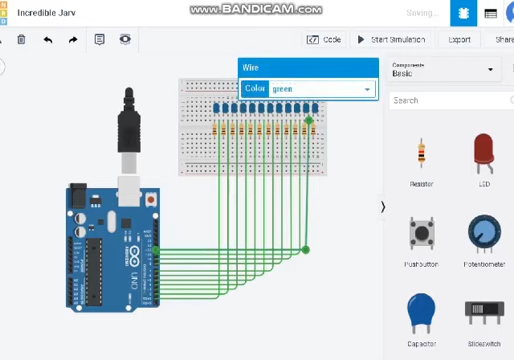 www.BANDICAM.com
Incredible Jarv
Saving...
Code
Start Simulation
Export
Share
Wire
Color green
Components
Basic
Search
Resistor
LED
Pushbutton
Potentiometer
Capacitor
Slideswitch
UNO
ARDUINO